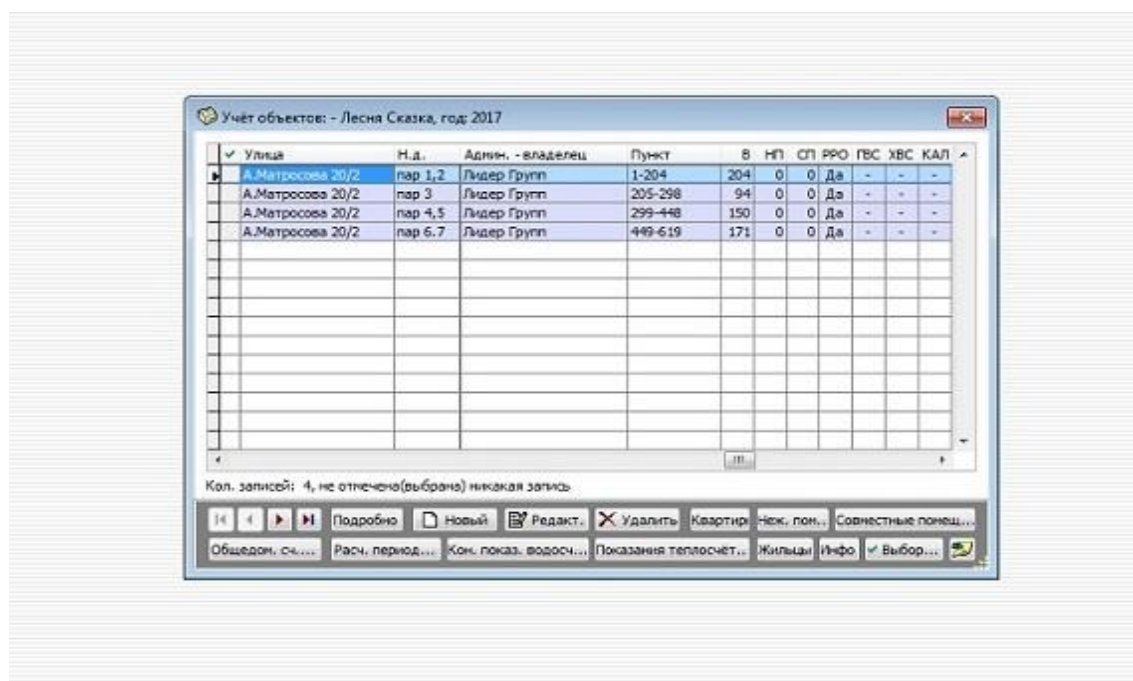 Учёт объектов: - Лесня Сказка, год: 2017
Улица Н.д. Админ. - владелец Пункт В НП СП РРО ГВС ХВС КАЛ
А.Матросова 20/2 пар 1,2 Лидер Групп 1-204 204 0 0 Да - - -
А.Матросова 20/2 пар 3 Лидер Групп 205-298 94 0 0 Да - - -
А.Матросова 20/2 пар 4,5 Лидер Групп 299-448 150 0 0 Да - - -
А.Матросова 20/2 пар 6.7 Лидер Групп 449-619 171 0 0 Да - - -
Кол. записей: 4, не отмечена(выбрана) никакая запись
Подробно Новый Редакт. Удалить Квартир Неж. пом.. Совместные помещ...
Общедом. сч.... Расч. период... Кон. показ. водосч... Показания теплосчет.. Жильцы Инфо Выбор...